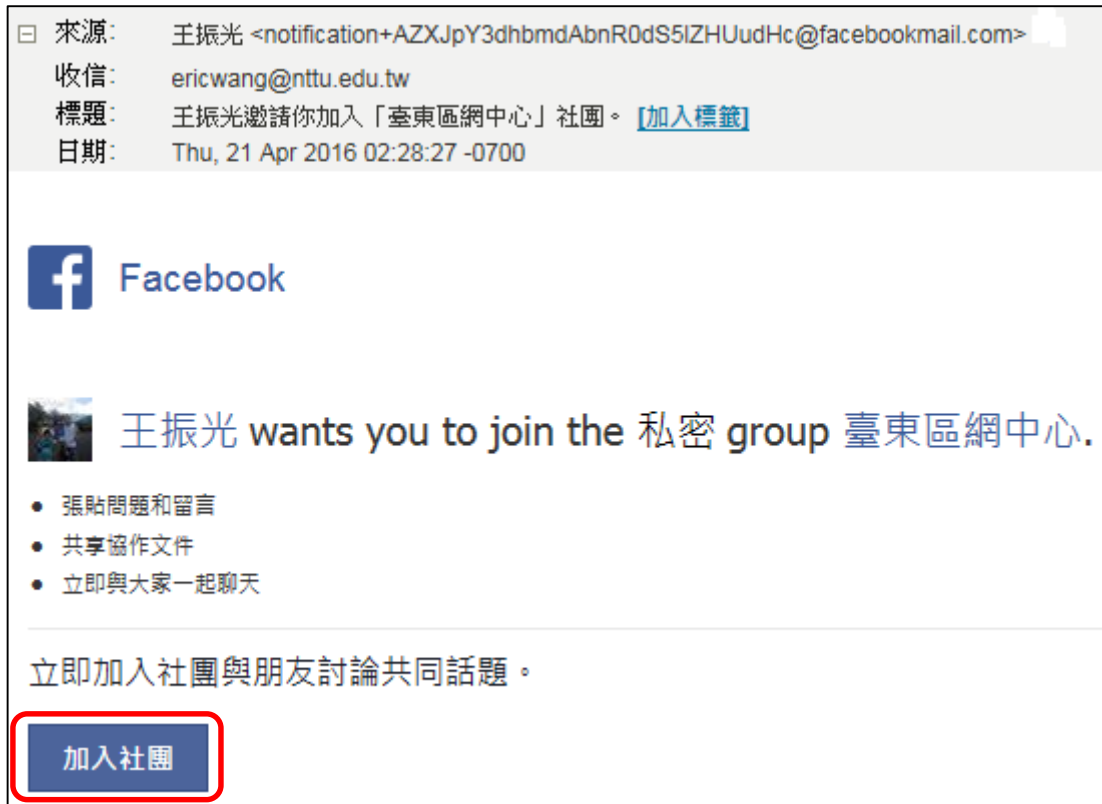 來源: 王振光 <notification+AZXJpY3dhbmdAbnR0dS5lZHUudHc@facebookmail.com>
收信: ericwang@nttu.edu.tw
標題: 王振光邀請你加入「臺東區網中心」社團。 [加入標籤]
日期: Thu, 21 Apr 2016 02:28:27 -0700
f Facebook
王振光 wants you to join the 私密 group 臺東區網中心.
● 張貼問題和留言
● 共享協作文件
● 立即與大家一起聊天
立即加入社團與朋友討論共同話題。
加入社團